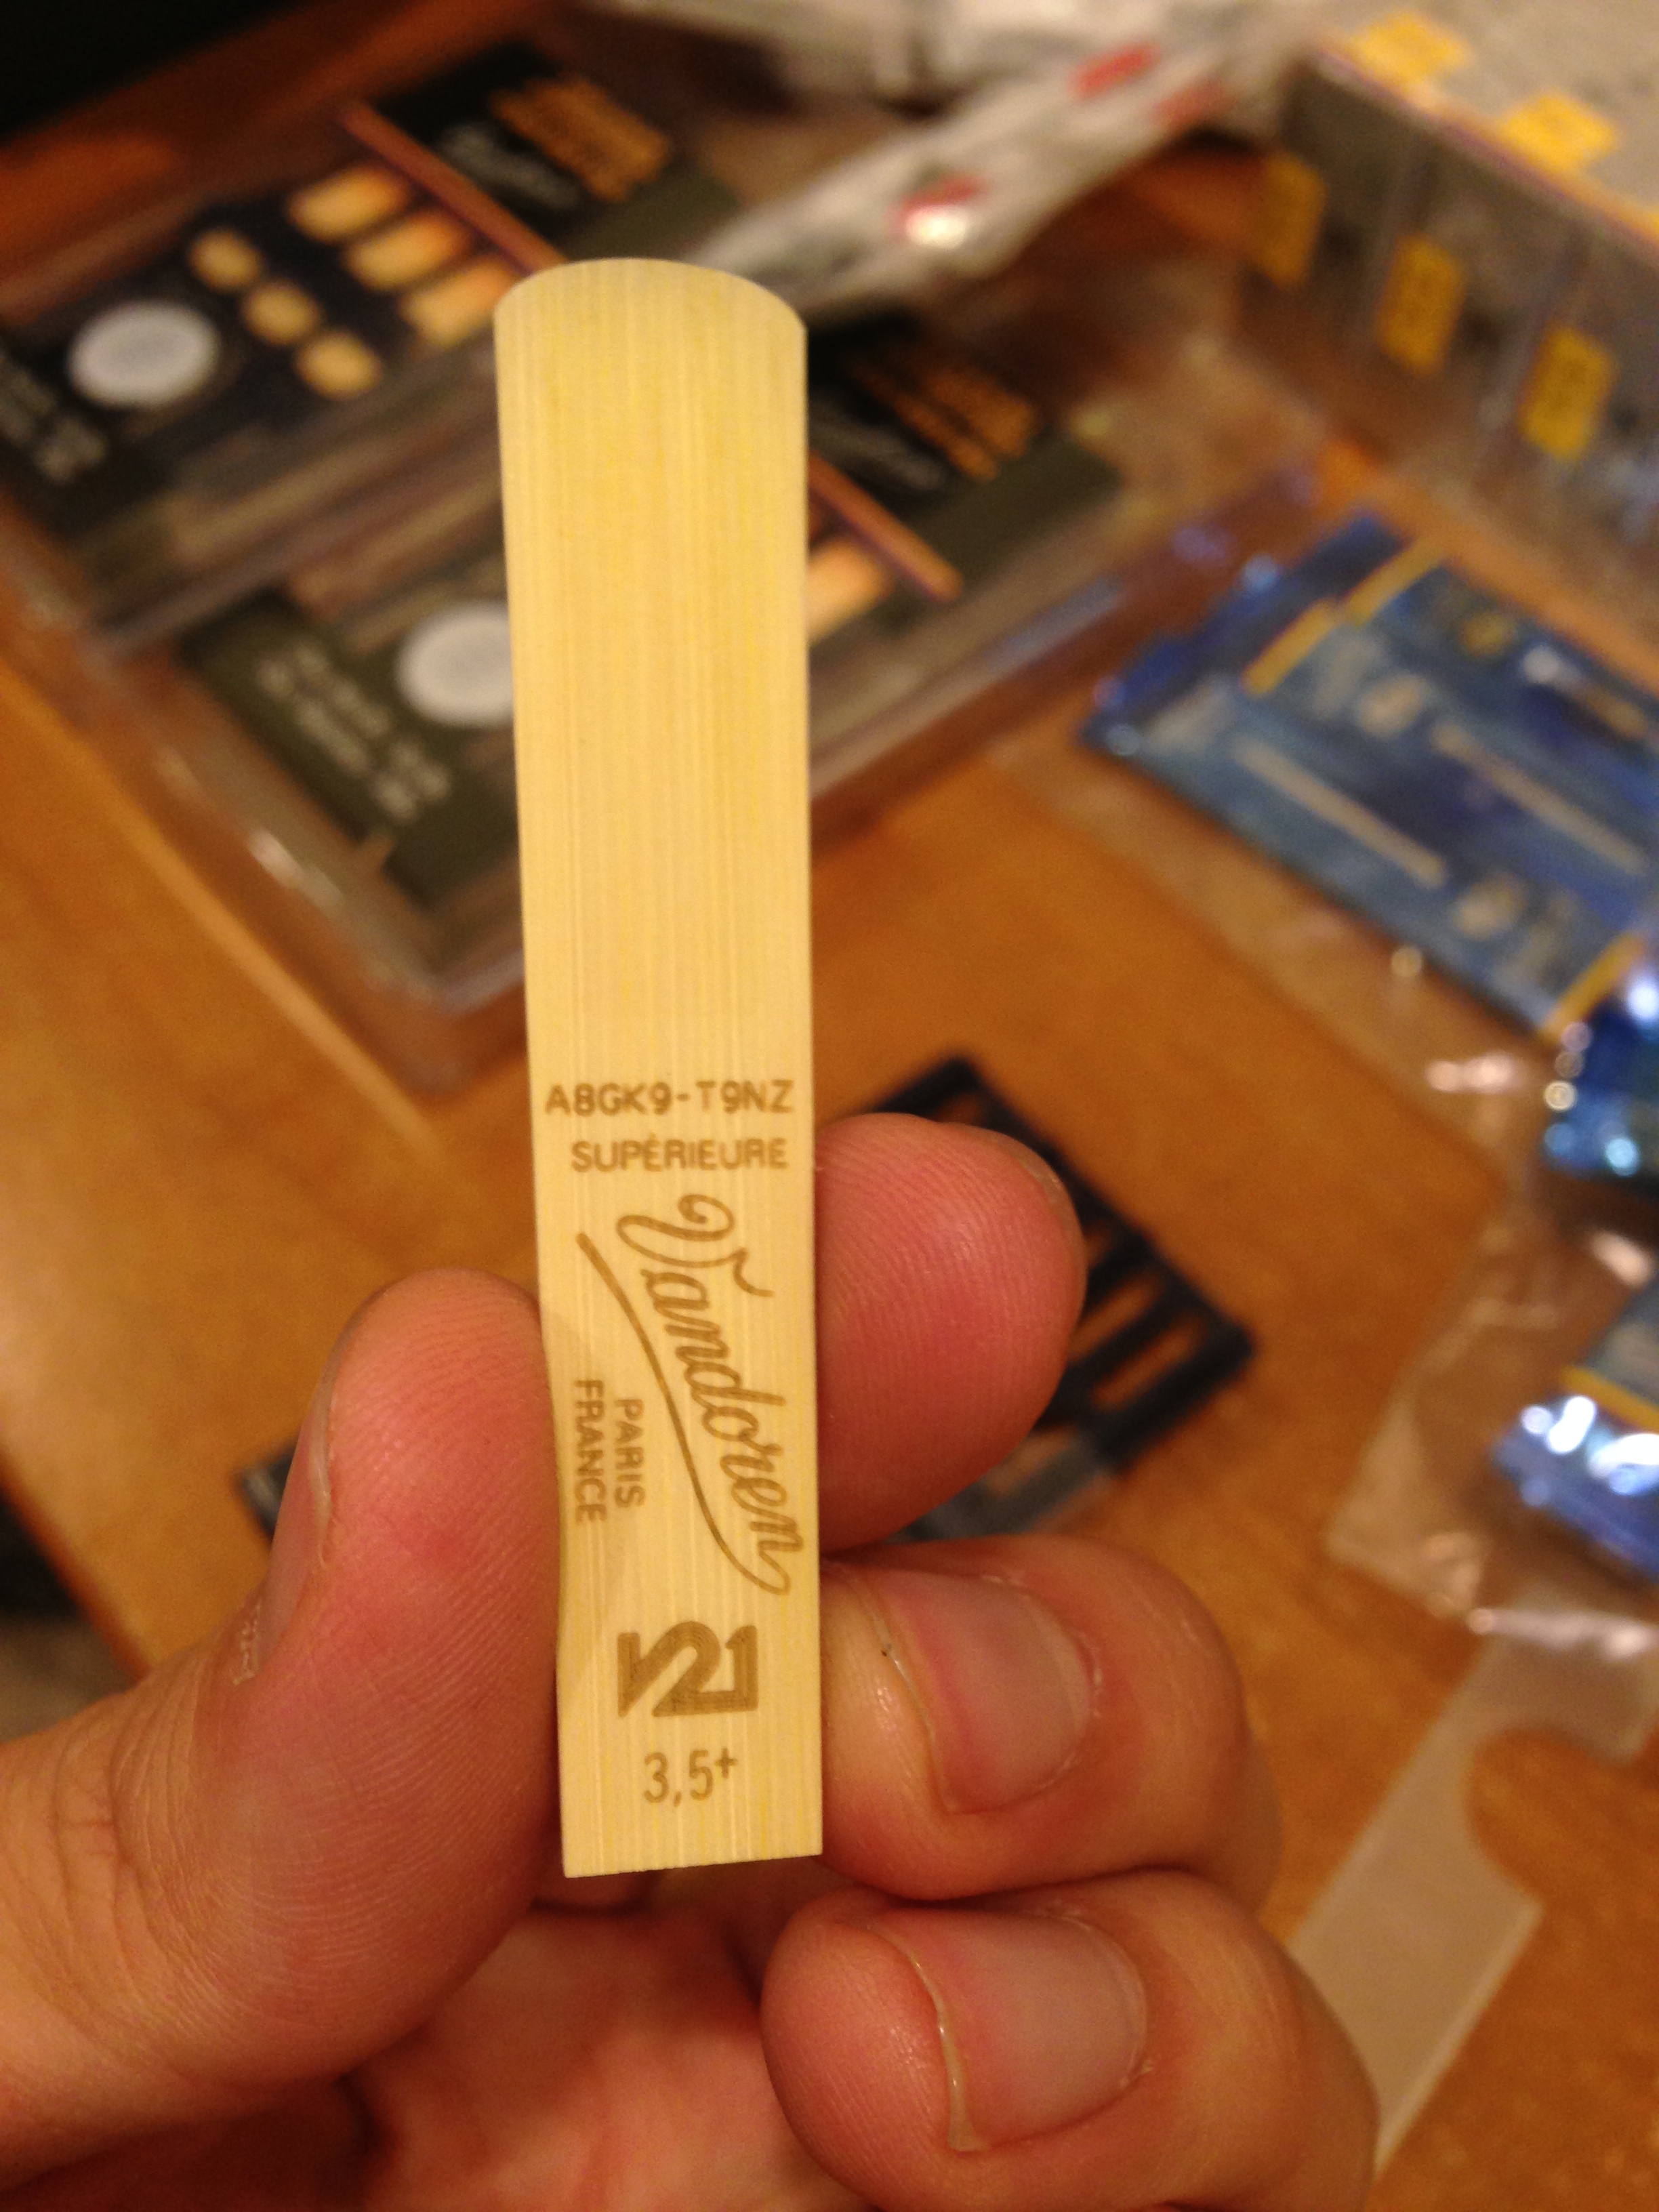 A8GK9-T9NZ
SUPÉRIEURE
Vandoren
PARIS
FRANCE
V21
3,5+